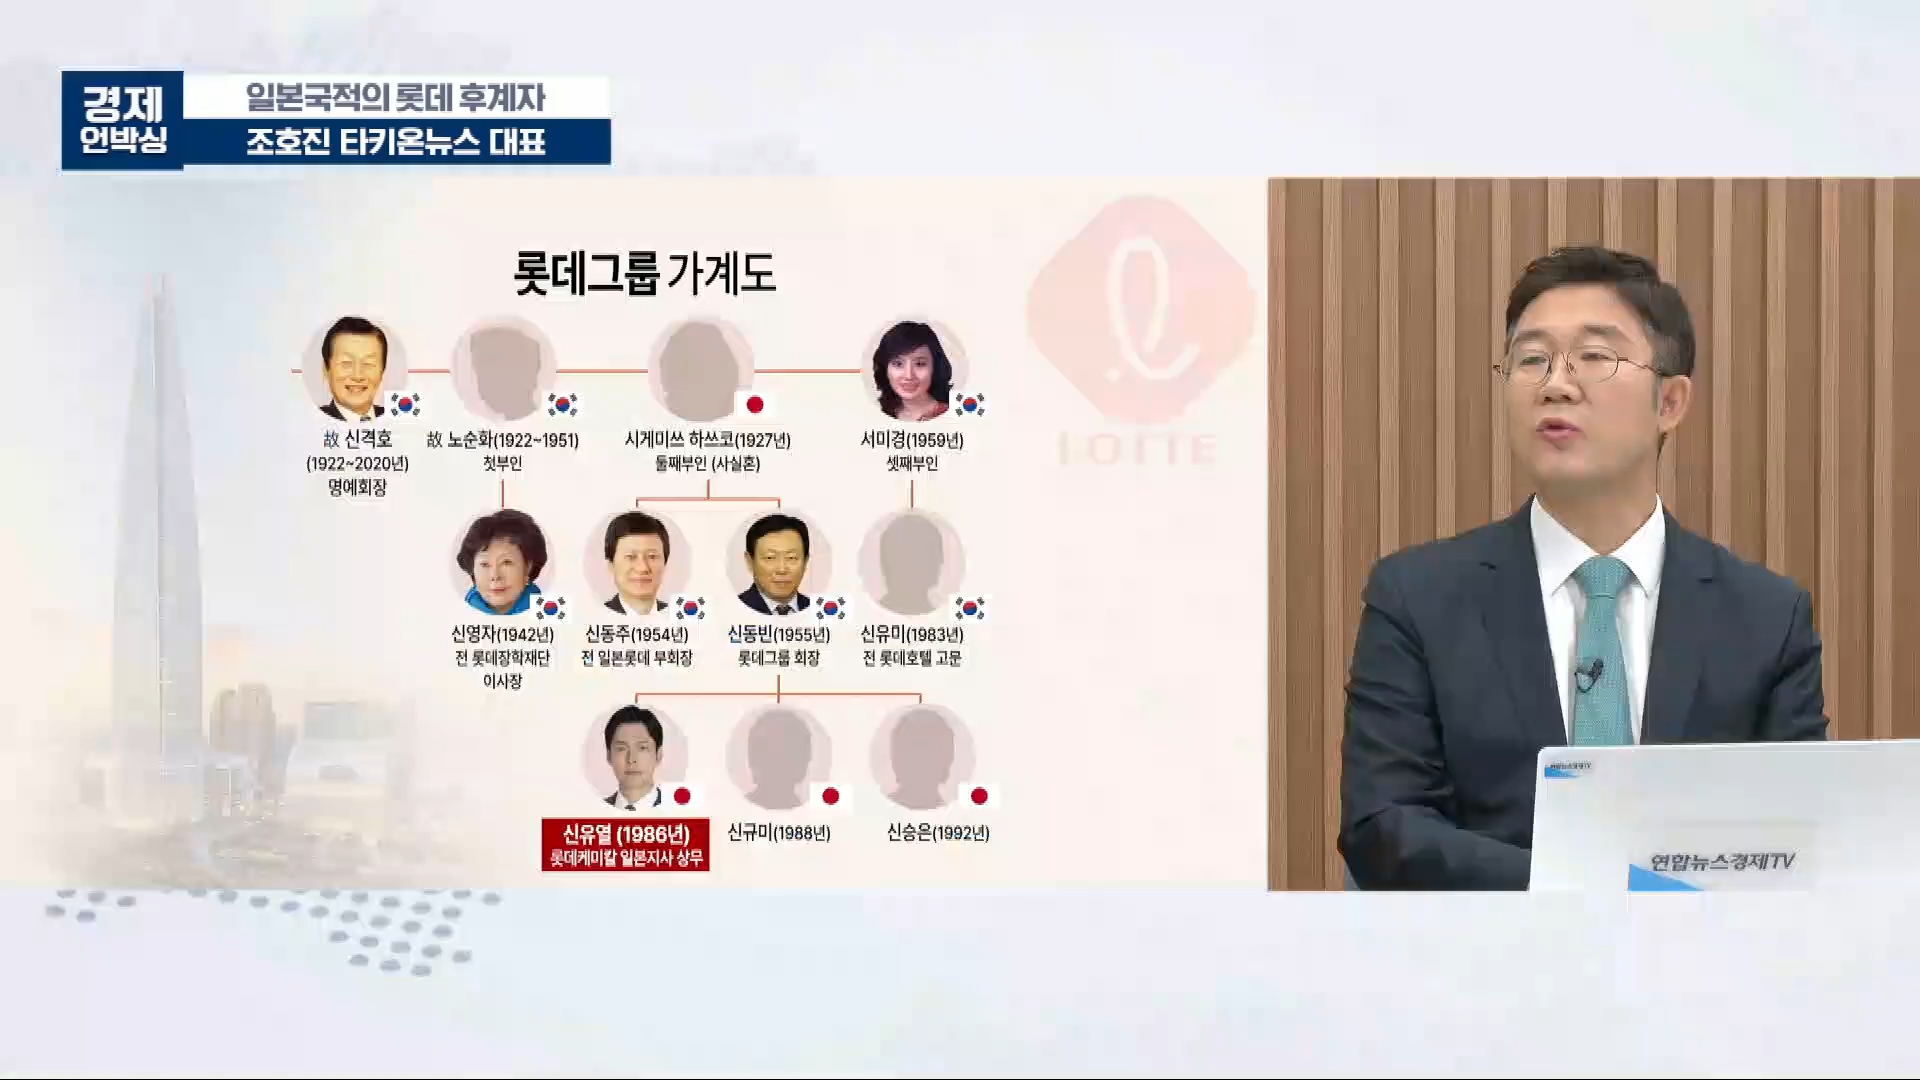 경제
언박싱
일본국적의 롯데 후계자
조호진 타키온뉴스 대표
롯데그룹 가계도
LOTTE
故 신격호
(1922~2020년)
명예회장
故 노순화(1922~1951)
첫부인
시게미쓰 하쓰코(1927년)
둘째부인 (사실혼)
서미경(1959년)
셋째부인
신영자(1942년)
전 롯데장학재단
이사장
신동주(1954년)
전 일본롯데 부회장
신동빈(1955년)
롯데그룹 회장
신유미(1983년)
전 롯데호텔 고문
신유열 (1986년)
롯데케미칼 일본지사 상무
신규미(1988년)
신승은(1992년)
연합뉴스경제TV
연합뉴스경제TV